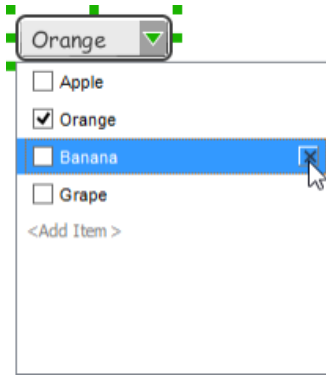 Orange
Apple
Orange
Banana
Grape
<Add Item >